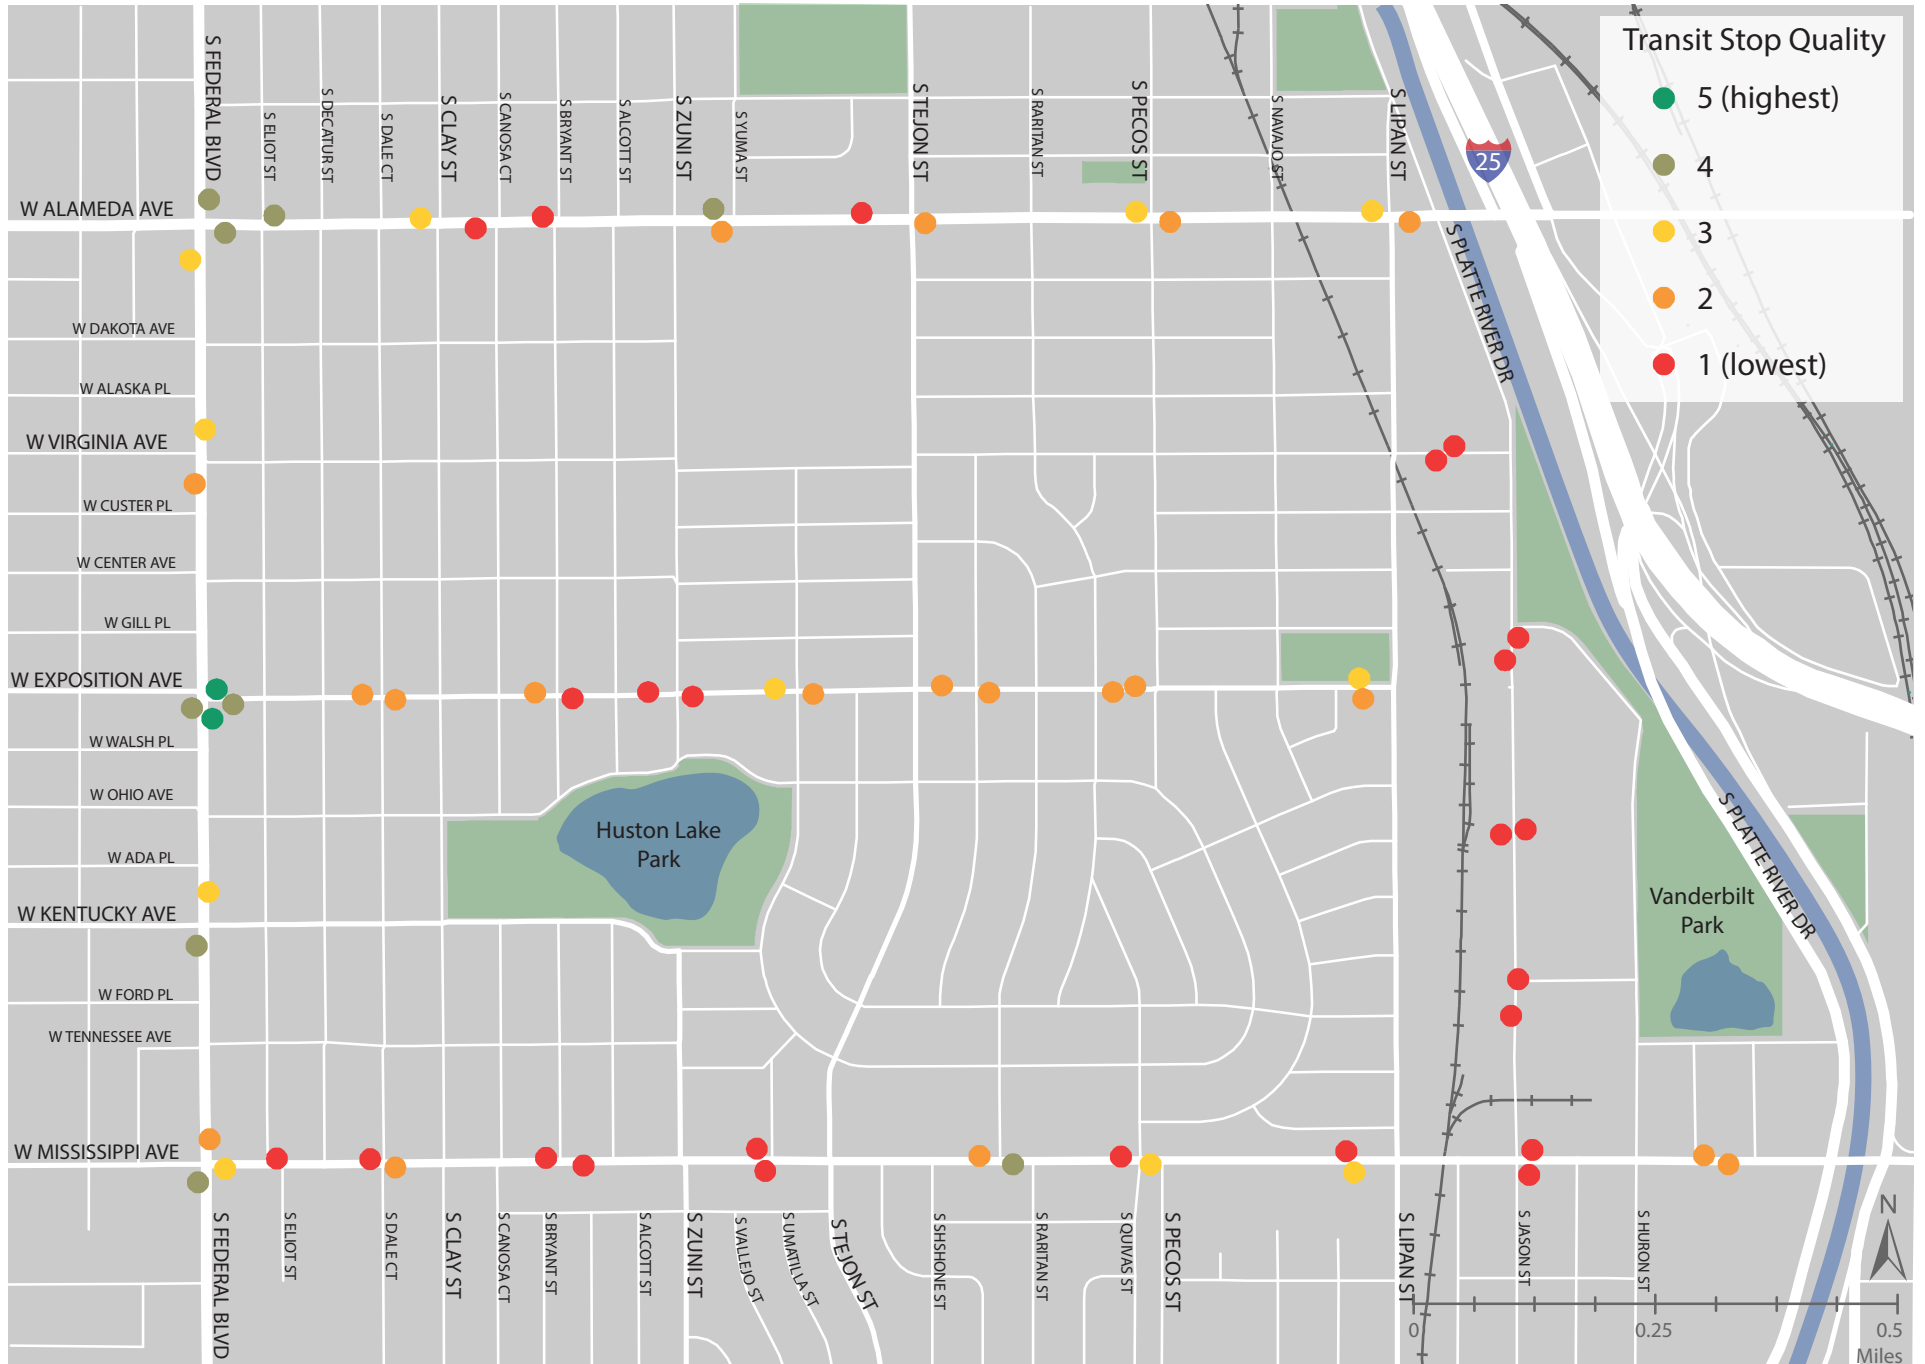 Transit Stop Quality
5 (highest)
4
3
2
1 (lowest)
25
S FEDERAL BLVD
S ELIOT ST
S DECATUR ST
S DALE CT
S CLAY ST
S CANOSA CT
S BRYANT ST
S ALCOTT ST
S ZUNI ST
S YUMA ST
S TEJON ST
S RARITAN ST
S PECOS ST
S NAVAJO ST
S LIPAN ST
W ALAMEDA AVE
S PLATTE RIVER DR
W DAKOTA AVE
W ALASKA PL
W VIRGINIA AVE
W CUSTER PL
W CENTER AVE
W GILL PL
W EXPOSITION AVE
W WALSH PL
W OHIO AVE
Huston Lake
Park
W ADA PL
S PLATTE RIVER DR
Vanderbilt
Park
W KENTUCKY AVE
W FORD PL
W TENNESSEE AVE
W MISSISSIPPI AVE
S FEDERAL BLVD
S ELIOT ST
S DALE CT
S CLAY ST
S CANOSA CT
S BRYANT ST
S ALCOTT ST
S ZUNI ST
S VALLEJO ST
S UMATILLA ST
S TEJON ST
S SHSHONE ST
S RARITAN ST
S QUIVAS ST
S PECOS ST
S LIPAN ST
S JASON ST
S HURON ST
N
0
0.25
0.5
Miles